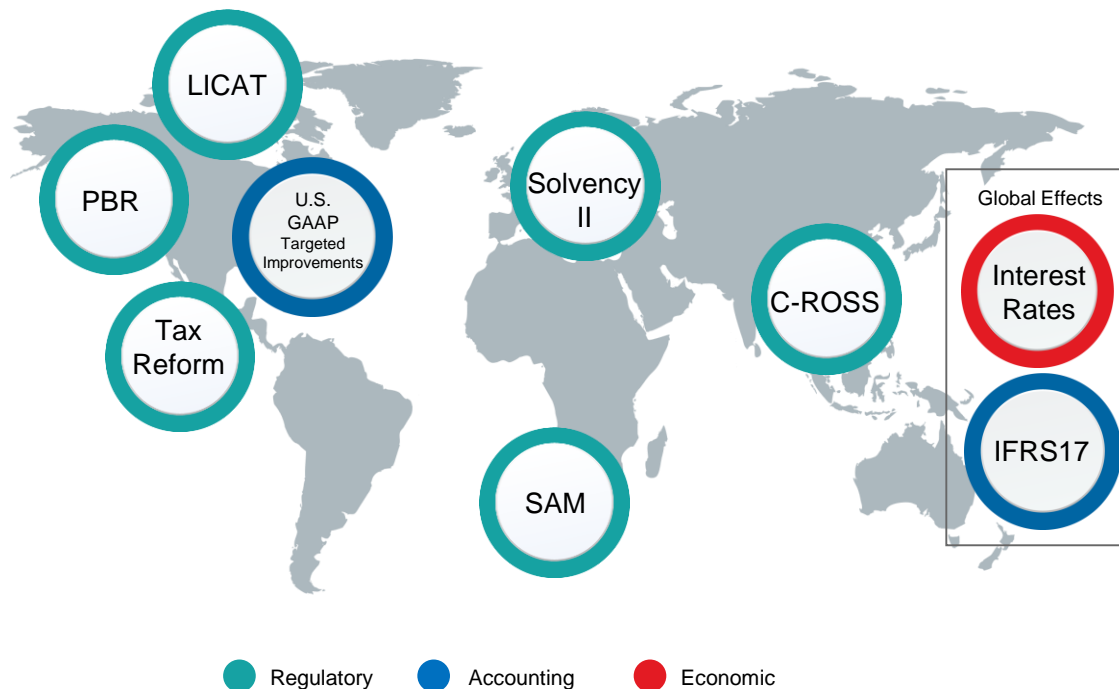 LICAT
PBR
U.S.
GAAP
Targeted
Improvements
Tax
Reform
Solvency
II
SAM
C-ROSS
Global Effects
Interest
Rates
IFRS17
Regulatory
Accounting
Economic